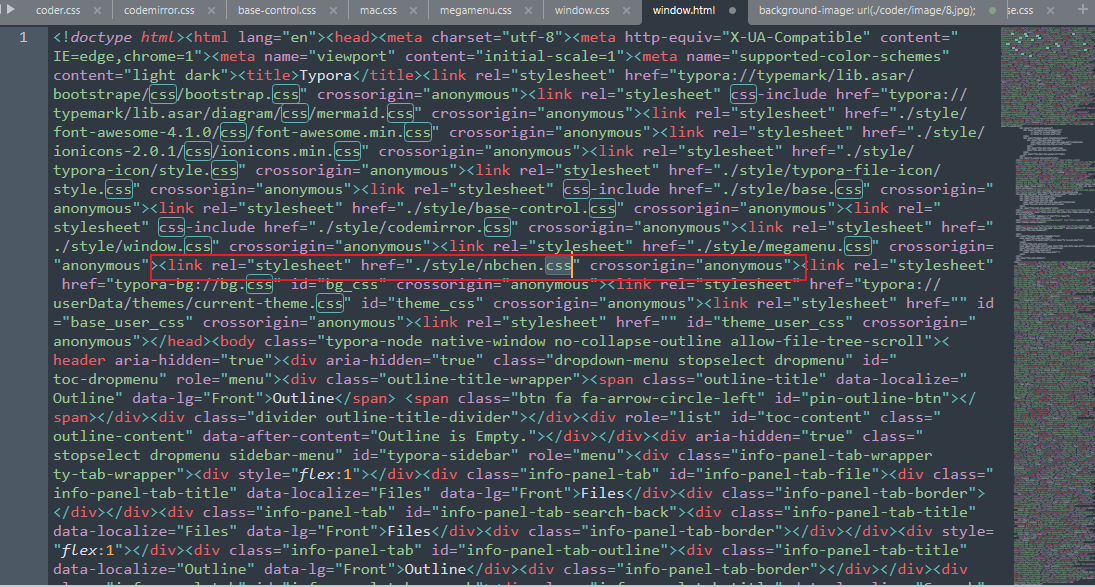 coder.css × codemirror.css × base-control.css × mac.css × megamenu.css × window.css × window.html background-image: url(./coder/image/8.jpg); se.css ×
1 <!doctype html><html lang="en"><head><meta charset="utf-8"><meta http-equiv="X-UA-Compatible" content="
IE=edge,chrome=1"><meta name="viewport" content="initial-scale=1"><meta name="supported-color-schemes"
content="light dark"><title>Typora</title><link rel="stylesheet" href="typora://typemark/lib.asar/
bootstrape/css/bootstrap.css" crossorigin="anonymous"><link rel="stylesheet" css-include href="typora://
typemark/lib.asar/diagram/css/mermaid.css" crossorigin="anonymous"><link rel="stylesheet" href="./style/
font-awesome-4.1.0/css/font-awesome.min.css" crossorigin="anonymous"><link rel="stylesheet" href="./style/
ionicons-2.0.1/css/ionicons.min.css" crossorigin="anonymous"><link rel="stylesheet" href="./style/
typora-icon/style.css" crossorigin="anonymous"><link rel="stylesheet" href="./style/typora-file-icon/
style.css" crossorigin="anonymous"><link rel="stylesheet" css-include href="./style/base.css" crossorigin="
anonymous"><link rel="stylesheet" href="./style/base-control.css" crossorigin="anonymous"><link rel="
stylesheet" css-include href="./style/codemirror.css" crossorigin="anonymous"><link rel="stylesheet" href="
./style/window.css" crossorigin="anonymous"><link rel="stylesheet" href="./style/megamenu.css" crossorigin=
"anonymous"><link rel="stylesheet" href="./style/nbchen.css" crossorigin="anonymous"><link rel="stylesheet"
href="typora-bg://bg.css" id="bg_css" crossorigin="anonymous"><link rel="stylesheet" href="typora://
userData/themes/current-theme.css" id="theme_css" crossorigin="anonymous"><link rel="stylesheet" href="" id
="base_user_css" crossorigin="anonymous"><link rel="stylesheet" href="" id="theme_user_css" crossorigin="
anonymous"></head><body class="typora-node native-window no-collapse-outline allow-file-tree-scroll"><
header aria-hidden="true"><div aria-hidden="true" class="dropdown-menu stopselect dropmenu" id="
toc-dropmenu" role="menu"><div class="outline-title-wrapper"><span class="outline-title" data-localize="
Outline" data-lg="Front">Outline</span> <span class="btn fa fa-arrow-circle-left" id="pin-outline-btn"></
span></div><div class="divider outline-title-divider"></div><div role="list" id="toc-content" class="
outline-content" data-after-content="Outline is Empty."></div></div><div aria-hidden="true" class="
stopselect dropmenu sidebar-menu" id="typora-sidebar" role="menu"><div class="info-panel-tab-wrapper
ty-tab-wrapper"><div style="flex:1"></div><div class="info-panel-tab" id="info-panel-tab-file"><div class="
info-panel-tab-title" data-localize="Files" data-lg="Front">Files</div><div class="info-panel-tab-border">
</div></div><div class="info-panel-tab" id="info-panel-tab-search-back"><div class="info-panel-tab-title"
data-localize="Files" data-lg="Front">Files</div><div class="info-panel-tab-border"></div></div><div style=
"flex:1"></div><div class="info-panel-tab" id="info-panel-tab-outline"><div class="info-panel-tab-title"
data-localize="Outline" data-lg="Front">Outline</div><div class="info-panel-tab-border"></div></div><div